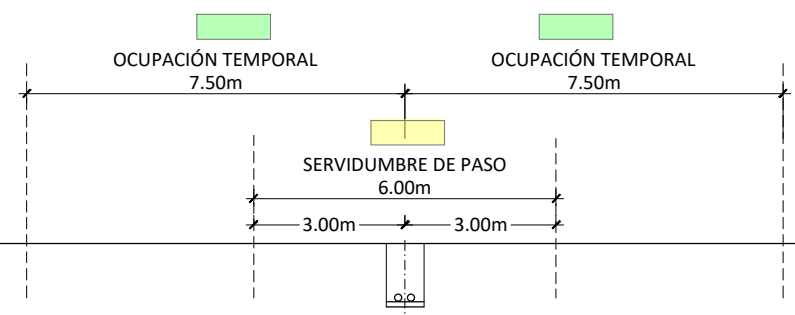 OCUPACIÓN TEMPORAL
7.50m
OCUPACIÓN TEMPORAL
7.50m
SERVIDUMBRE DE PASO
6.00m
3.00m
3.00m